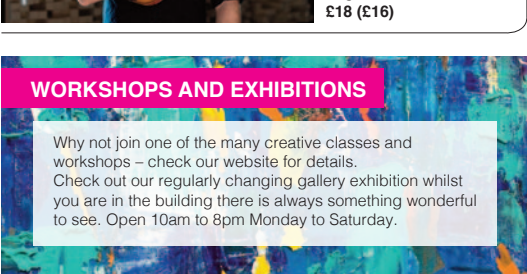 £18 (£16)
WORKSHOPS AND EXHIBITIONS
Why not join one of the many creative classes and
workshops – check our website for details.
Check out our regularly changing gallery exhibition whilst
you are in the building there is always something wonderful
to see. Open 10am to 8pm Monday to Saturday.